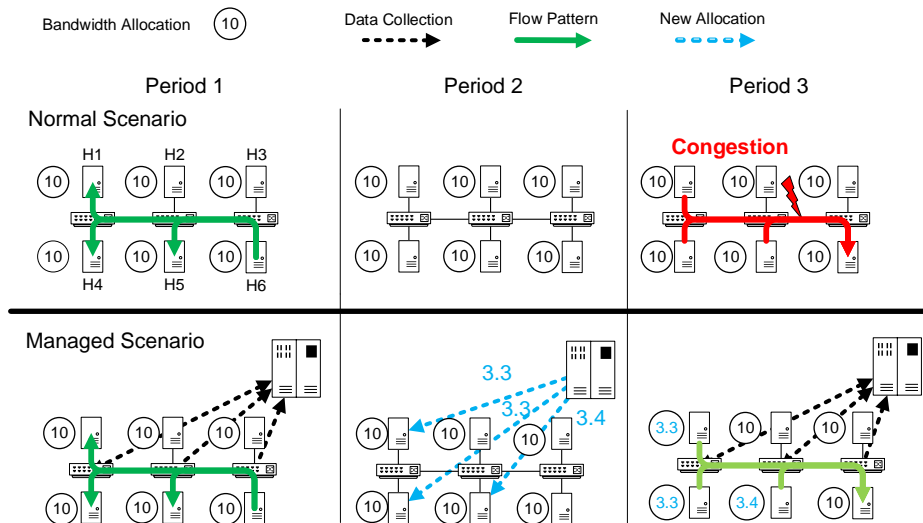 Bandwidth Allocation 10 Data Collection Flow Pattern New Allocation
Period 1 Period 2 Period 3
Normal Scenario
Congestion
H1 H2 H3
10 10 10 10 10 10 10 10 10
10 10 10 10 10 10 10 10 10
H4 H5 H6
Managed Scenario
3.3
3.3
3.4
10 10 10 10 10 10 3.3 10 10
10 10 10 10 10 10 3.3 3.4 10